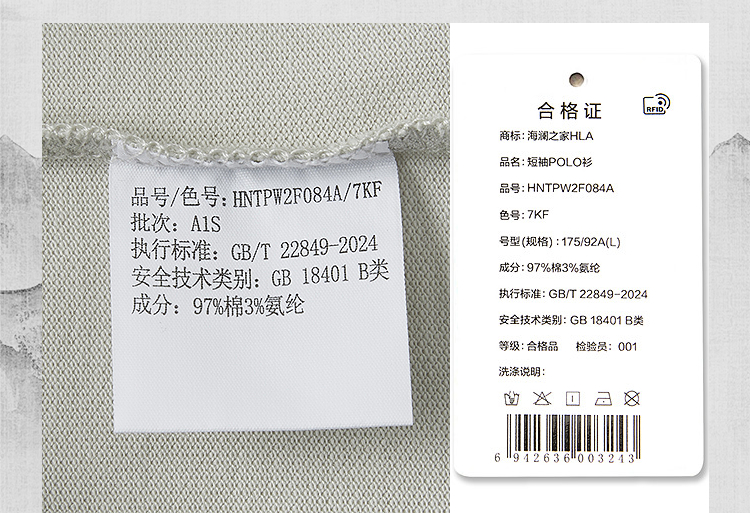 品号/色号: HNTPW2F084A/7KF
批次: A1S
执行标准: GB/T 22849-2024
安全技术类别: GB 18401 B类
成分: 97%棉3%氨纶
合格证
RFID
商标: 海澜之家HLA
品名: 短袖POLO衫
品号: HNTPW2F084A
色号: 7KF
号型(规格) : 175/92A(L)
成分: 97%棉3%氨纶
执行标准: GB/T 22849-2024
安全技术类别: GB 18401 B类
等级: 合格品 检验员: 001
洗涤说明:
6 942636 003243